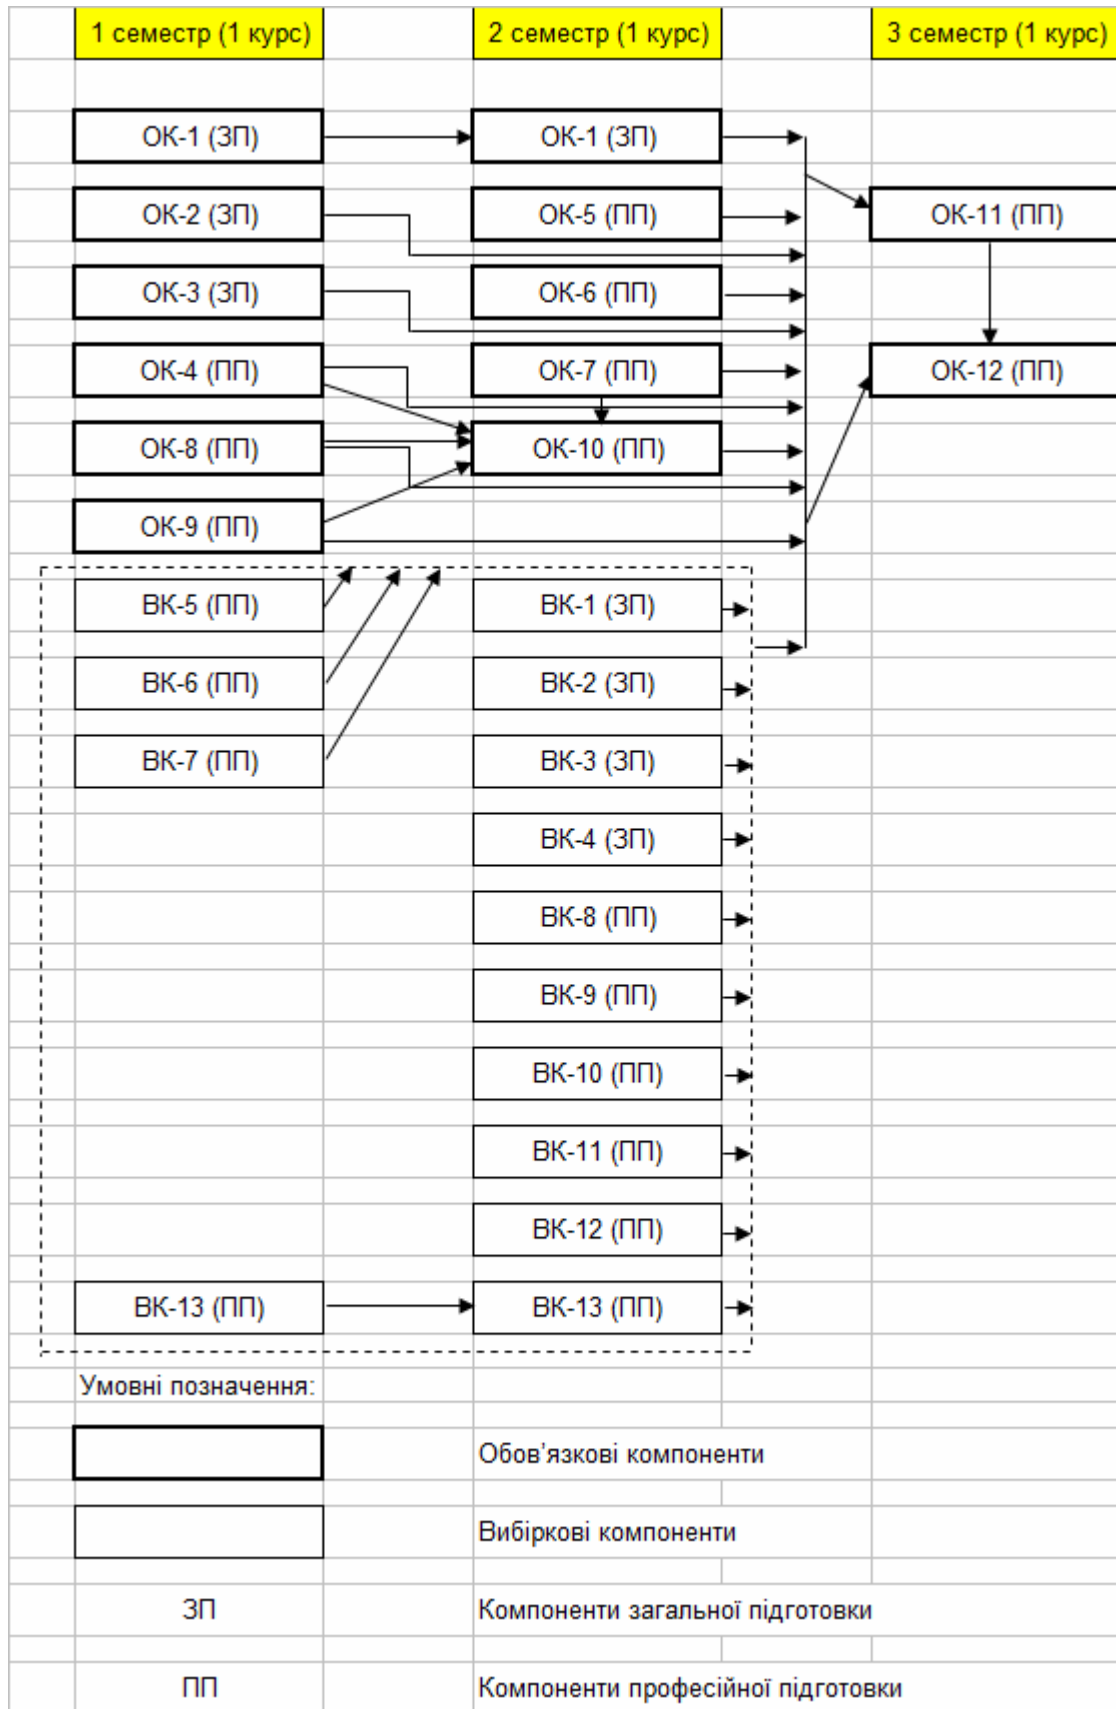 1 семестр (1 курс) 2 семестр (1 курс) 3 семестр (1 курс)
ОК-1 (ЗП) ОК-1 (ЗП)
ОК-2 (ЗП) ОК-5 (ПП) ОК-11 (ПП)
ОК-3 (ЗП) ОК-6 (ПП)
ОК-4 (ПП) ОК-7 (ПП) ОК-12 (ПП)
ОК-8 (ПП) ОК-10 (ПП)
ОК-9 (ПП)
ВК-5 (ПП) ВК-1 (ЗП)
ВК-6 (ПП) ВК-2 (ЗП)
ВК-7 (ПП) ВК-3 (ЗП)
ВК-4 (ЗП)
ВК-8 (ПП)
ВК-9 (ПП)
ВК-10 (ПП)
ВК-11 (ПП)
ВК-12 (ПП)
ВК-13 (ПП) ВК-13 (ПП)
Умовні позначення:
Обов’язкові компоненти
Вибіркові компоненти
ЗП Компоненти загальної підготовки
ПП Компоненти професійної підготовки